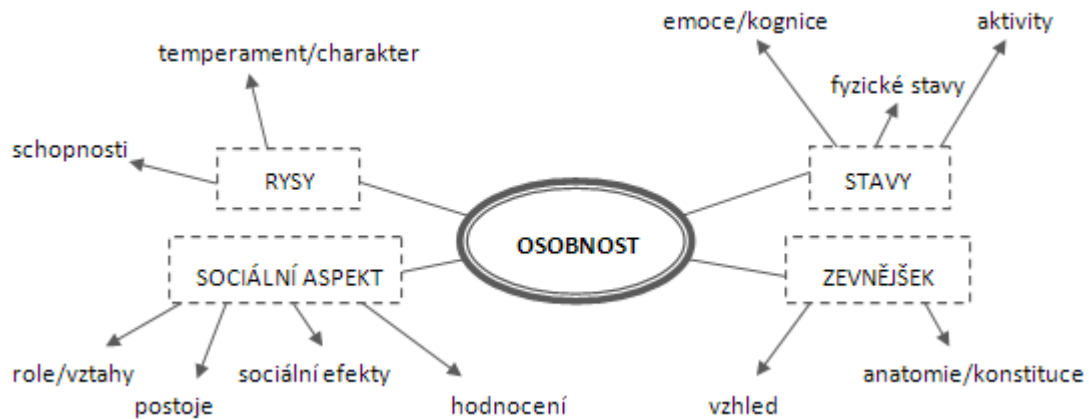 emoce/kognice
aktivity
temperament/charakter
fyzické stavy
schopnosti
RYSY
STAVY
OSOBNOST
SOCIÁLNÍ ASPEKT
ZEVNĚJŠEK
role/vztahy
sociální efekty
anatomie/konstituce
postoje
hodnocení
vzhled